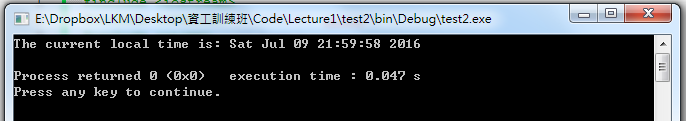 E:\Dropbox\LKM\Desktop\資工訓練班\Code\Lecture1\test2\bin\Debug\test2.exe
The current local time is: Sat Jul 09 21:59:58 2016
Process returned 0 (0x0)   execution time : 0.047 s
Press any key to continue.